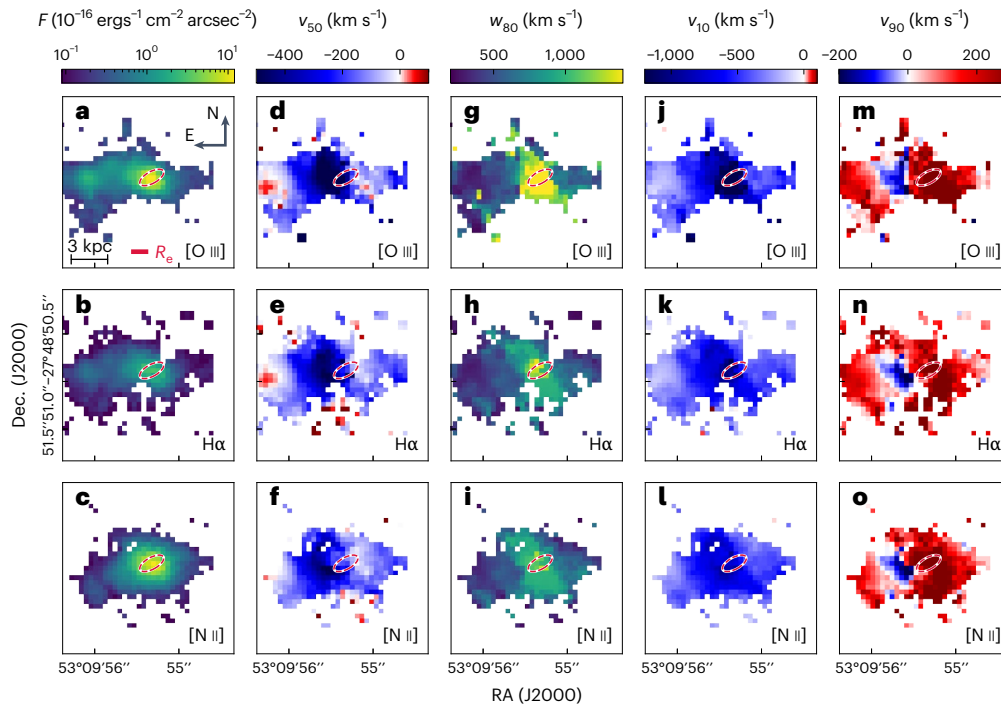 F (10⁻¹⁶ ergs⁻¹ cm⁻² arcsec⁻²) v₅₀ (km s⁻¹) w₈₀ (km s⁻¹) v₁₀ (km s⁻¹) v₉₀ (km s⁻¹)
10⁻¹ 10⁰ 10¹ −400 −200 0 500 1,000 −1,000 −500 0 −200 0 200
a N E 3 kpc Rₑ [O III] d [O III] g [O III] j [O III] m [O III]
b Hα e Hα h Hα k Hα n Hα
c [N II] f [N II] i [N II] l [N II] o [N II]
Dec. (J2000)
51.5″51.0″−27°48′50.5″
53°09′56″ 55″ 53°09′56″ 55″ 53°09′56″ 55″ 53°09′56″ 55″ 53°09′56″ 55″
RA (J2000)